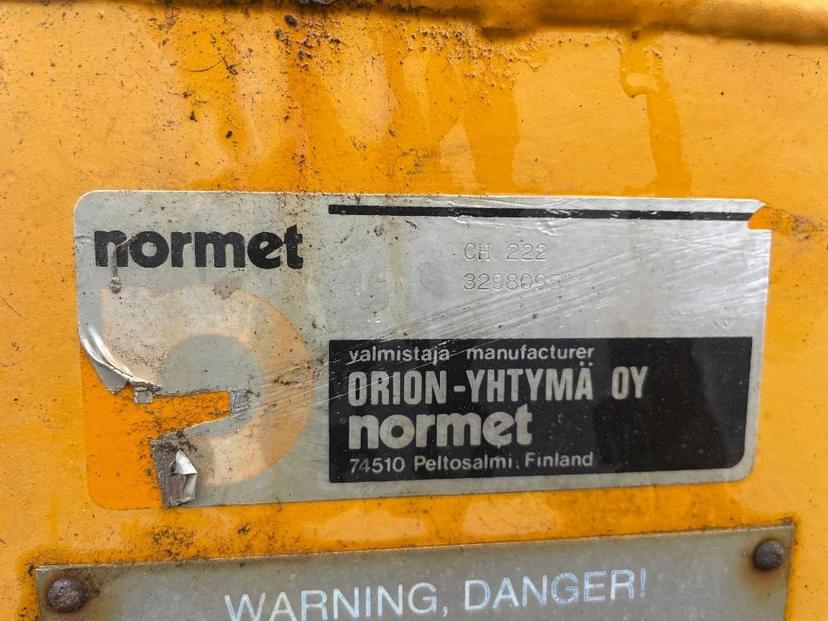 normet
CH 222
valmistaja manufacturer
ORION-YHTYMÄ OY
normet
74510 Peltosalmi. Finland
WARNING, DANGER!